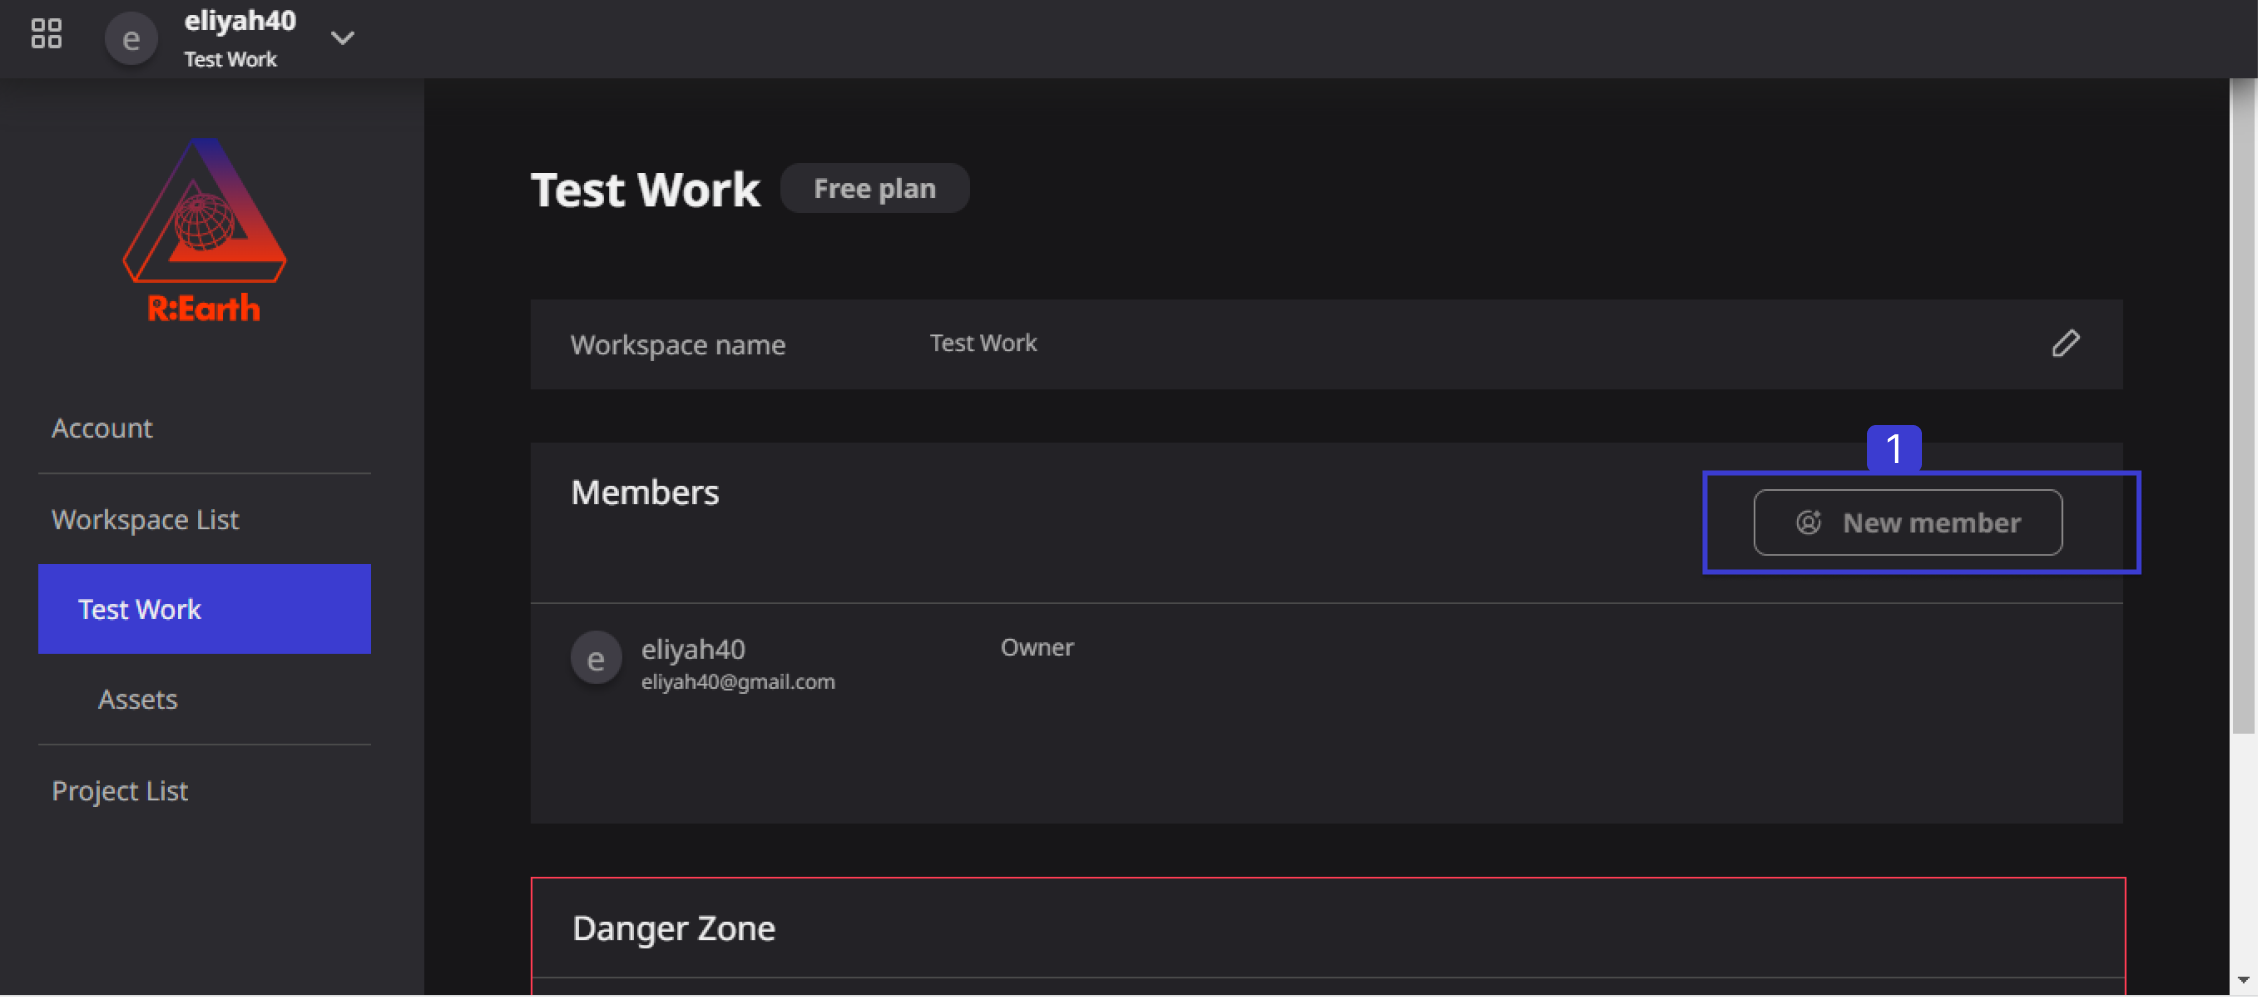 eliyah40
e
Test Work
R:Earth
Account
Workspace List
Test Work
Assets
Project List
Test Work
Free plan
Workspace name
Test Work
1
Members
New member
e
eliyah40
Owner
eliyah40@gmail.com
Danger Zone